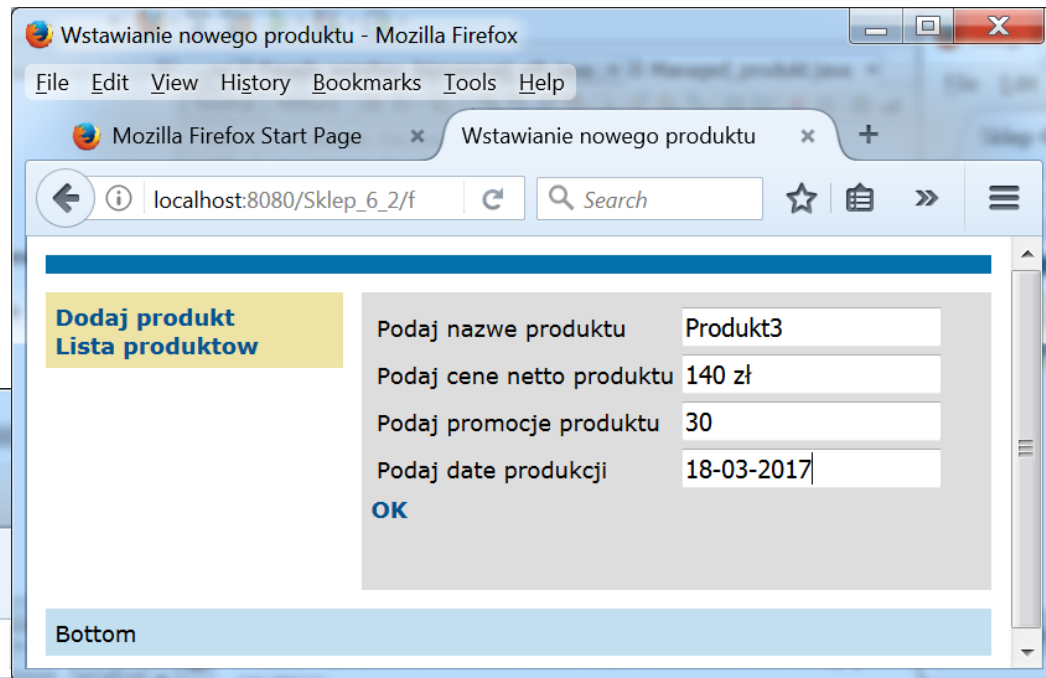 Wstawianie nowego produktu - Mozilla Firefox
File Edit View History Bookmarks Tools Help
Mozilla Firefox Start Page × Wstawianie nowego produktu × +
localhost:8080/Sklep_6_2/f Search
Dodaj produkt
Lista produktow
Podaj nazwe produktu Produkt3
Podaj cene netto produktu 140 zł
Podaj promocje produktu 30
Podaj date produkcji 18-03-2017
OK
Bottom